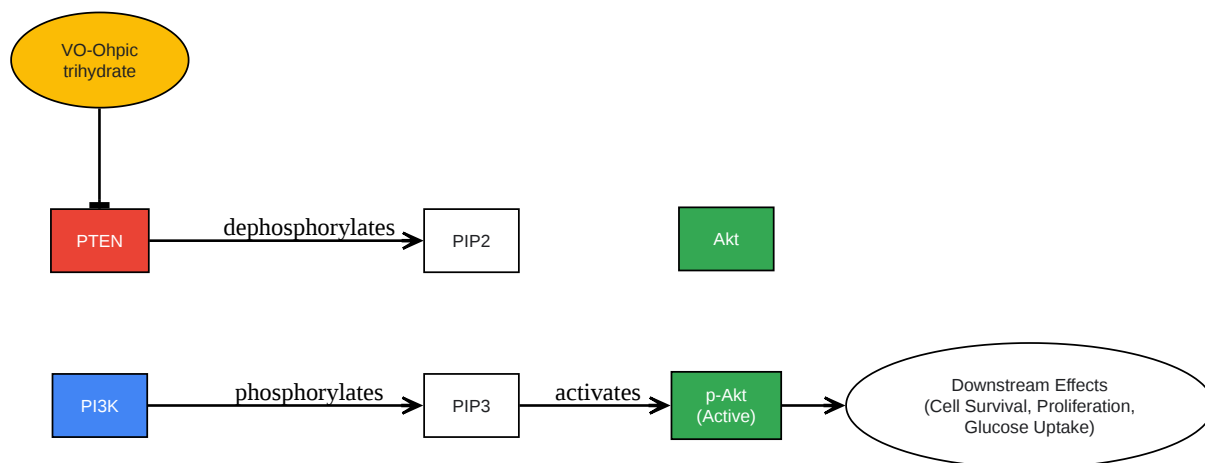 VO-Ohpic
trihydrate
PTEN
dephosphorylates
PIP2
Akt
PI3K
phosphorylates
PIP3
activates
p-Akt
(Active)
Downstream Effects
(Cell Survival, Proliferation,
Glucose Uptake)